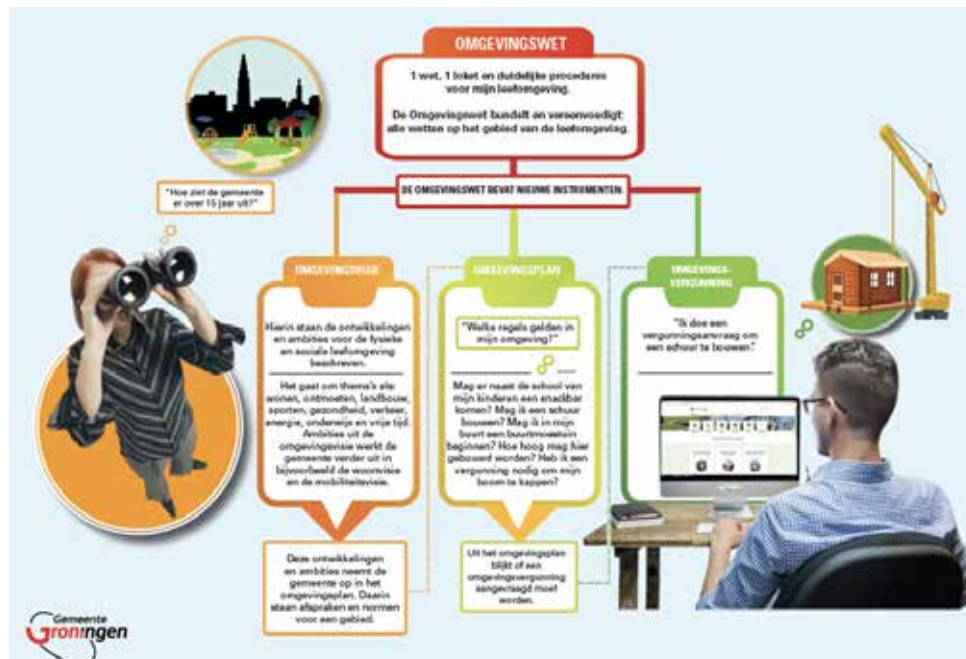 OMGEVINGSWET
1 wet, 1 loket en duidelijke procedures
voor mijn leefomgeving.
De Omgevingswet bundelt en vereenvoudigt
alle wetten op het gebied van de leefomgeving.
DE OMGEVINGSWET BEVAT NIEUWE INSTRUMENTEN:
"Hoe ziet de gemeente
er over 15 jaar uit?"
OMGEVINGSVISIE
Hierin staan de ontwikkelingen
en ambities voor de fysieke
en sociale leefomgeving
beschreven.
Het gaat om thema's als:
wonen, ontmoeten, landbouw,
sporten, gezondheid, verkeer,
energie, onderwijs en vrije tijd.
Ambities uit de
omgevingsvisie werkt de
gemeente verder uit in
bijvoorbeeld de woonvisie
en de mobiliteitsvisie.
Deze ontwikkelingen
en ambities neemt de
gemeente op in het
omgevingsplan. Daarin
staan afspraken en normen
voor een gebied.
OMGEVINGSPLAN
"Welke regels gelden in
mijn omgeving?"
Mag er naast de school van
mijn kinderen een snackbar
komen? Mag ik een schuur
bouwen? Mag ik in mijn
buurt een buurtmoestuin
beginnen? Hoe hoog mag hier
gebouwd worden? Heb ik een
vergunning nodig om mijn
boom te kappen?
Uit het omgevingsplan
blijkt of een
omgevingsvergunning
aangevraagd moet
worden.
OMGEVINGS-
VERGUNNING
"Ik doe een
vergunningsaanvraag om
een schuur te bouwen."
Gemeente
Groningen